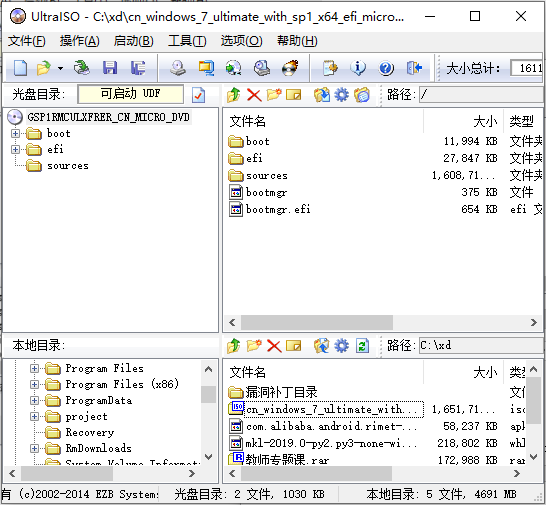 UltraISO - C:\xd\cn_windows_7_ultimate_with_sp1_x64_efi_micro_...
文件(F) 操作(A) 启动(B) 工具(T) 选项(O) 帮助(H)
大小总计: 1611
光盘目录: 可启动 UDF 路径: /
GSP1RMCULXFRER_CN_MICRO_DVD
boot
efi
sources
文件名 大小 类型
boot 11,994 KB 文件夹
efi 27,847 KB 文件夹
sources 1,608,71... 文件夹
bootmgr 375 KB 文件
bootmgr.efi 654 KB efi 文
本地目录: 路径: C:\xd
Program Files
Program Files (x86)
ProgramData
project
Recovery
RmDownloads
System Volume Informat
文件名 大小 类型
漏洞补丁目录
cn_windows_7_ultimate_with... 1,651,71... iso
com.alibaba.android.rimet-... 58,237 KB apk
mkl-2019.0-py2.py3-none-wi... 218,802 KB whl
教师专题课.rar 172,988 KB rar
有 (c)2002-2014 EZB Systems 光盘目录: 2 文件, 1030 KB 本地目录: 5 文件, 4691 MB